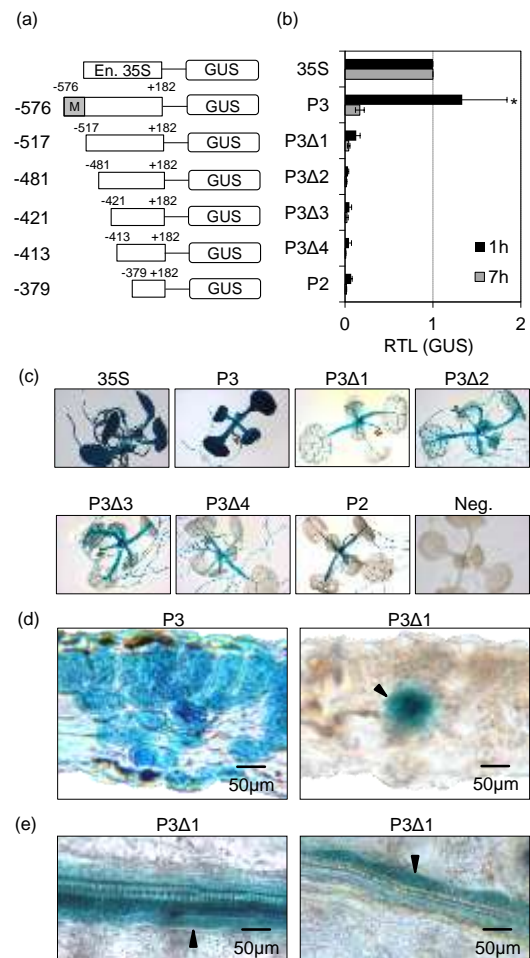 (a)
En. 35S
GUS
-576
-576
M
+182
GUS
-517
-517
+182
GUS
-481
-481
+182
GUS
-421
-421
+182
GUS
-413
-413
+182
GUS
-379
-379 +182
GUS
(b)
35S
P3
*
P3Δ1
P3Δ2
P3Δ3
P3Δ4
P2
1h
7h
0 1 2
RTL (GUS)
(c)
35S P3 P3Δ1 P3Δ2
P3Δ3 P3Δ4 P2 Neg.
(d)
P3 P3Δ1
50µm 50µm
(e)
P3Δ1 P3Δ1
50µm 50µm